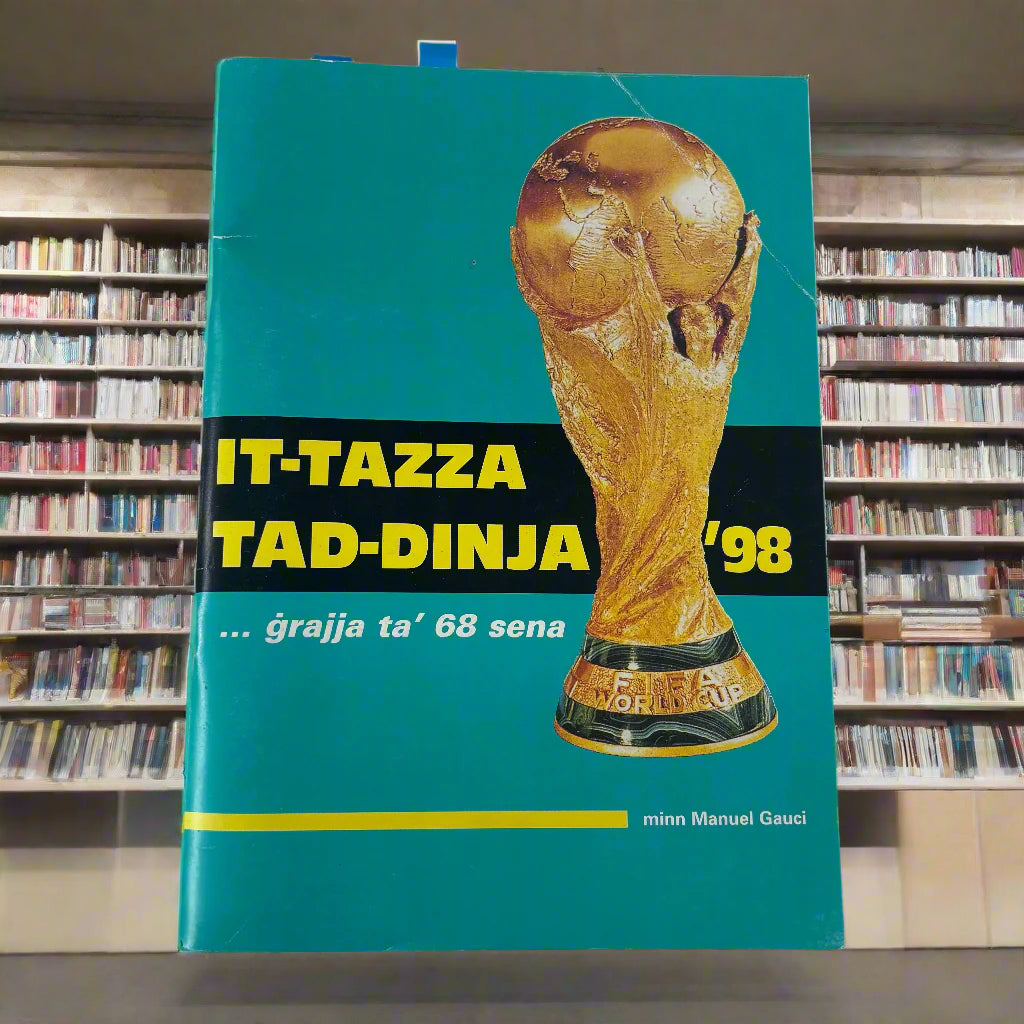 IT-TAZZA
TAD-DINJA '98
... ġrajja ta' 68 sena
FIFA
WORLD CUP
minn Manuel Gauci